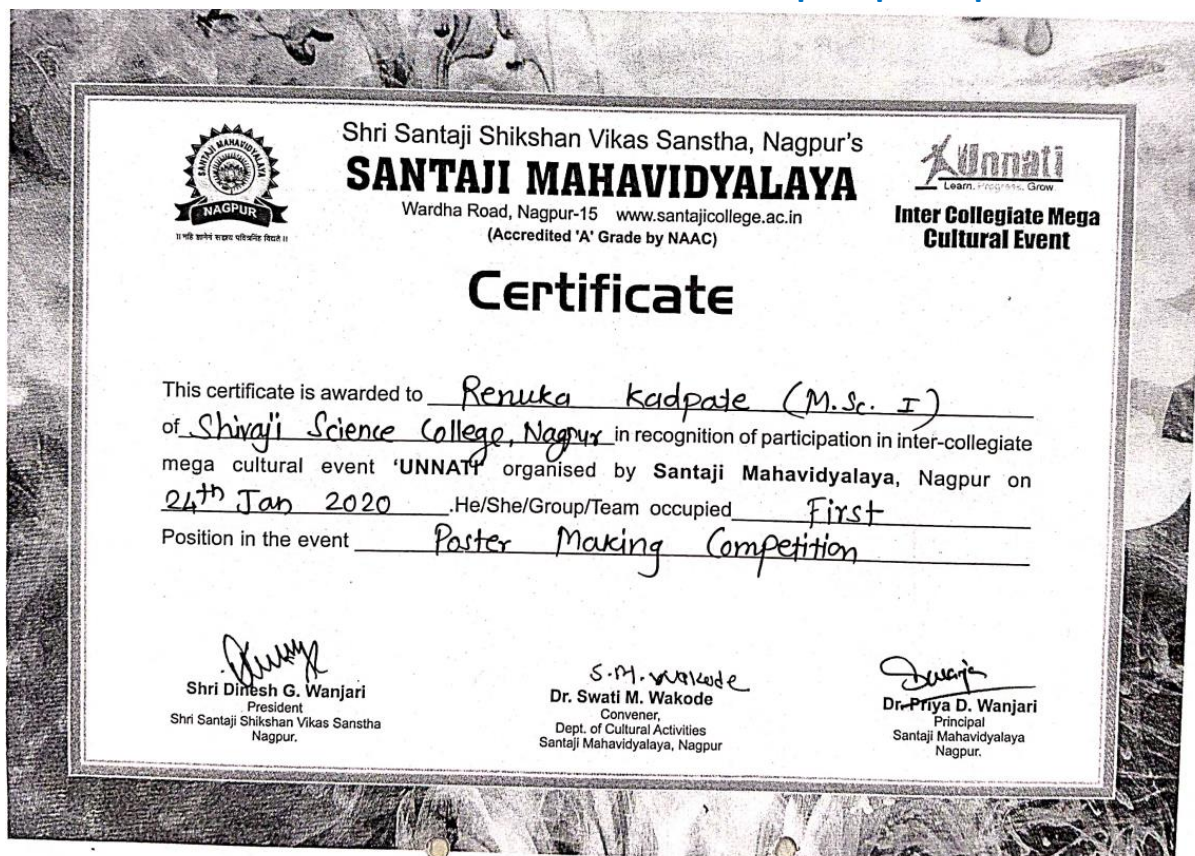 Shri Santaji Shikshan Vikas Sanstha, Nagpur's
SANTAJI MAHAVIDYALAYA
Wardha Road, Nagpur-15 www.santajicollege.ac.in
(Accredited 'A' Grade by NAAC)
SANTAJI MAHAVIDYALAYA
NAGPUR
Unnati
Learn. Progress. Grow
Inter Collegiate Mega
Cultural Event
Certificate
This certificate is awarded to Renuka Kadpate (M.Sc. I)
of Shivaji Science College, Nagpur in recognition of participation in inter-collegiate
mega cultural event 'UNNATI' organised by Santaji Mahavidyalaya, Nagpur on
24th Jan 2020 .He/She/Group/Team occupied First
Position in the event Poster Making Competition
Shri Dinesh G. Wanjari
President
Shri Santaji Shikshan Vikas Sanstha
Nagpur.
S.M. Wakode
Dr. Swati M. Wakode
Convener,
Dept. of Cultural Activities
Santaji Mahavidyalaya, Nagpur
Dr. Priya D. Wanjari
Principal
Santaji Mahavidyalaya
Nagpur.